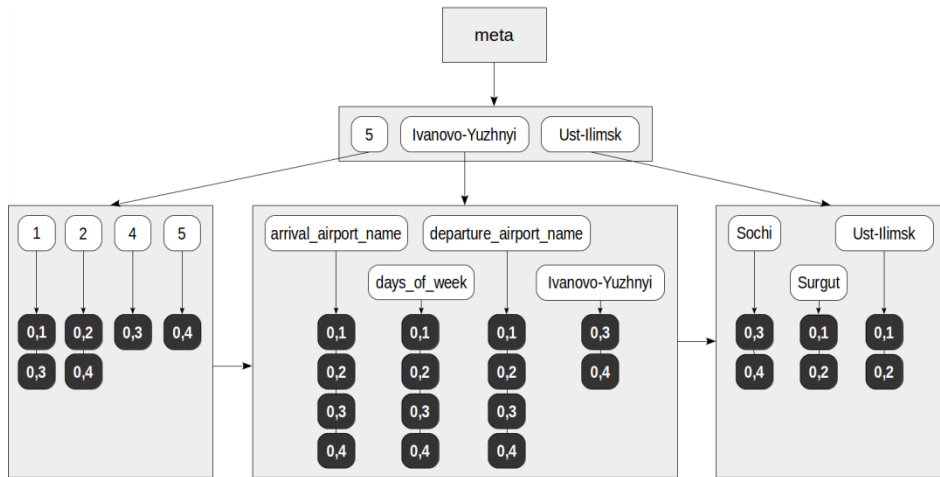 meta
5 Ivanovo-Yuzhnyi Ust-Ilimsk
1 2 4 5
0,1 0,2 0,3 0,4
0,3 0,4
arrival_airport_name departure_airport_name
days_of_week Ivanovo-Yuzhnyi
0,1 0,1 0,1 0,3
0,2 0,2 0,2 0,4
0,3 0,3 0,3
0,4 0,4 0,4
Sochi Ust-Ilimsk
Surgut
0,3 0,1 0,1
0,4 0,2 0,2